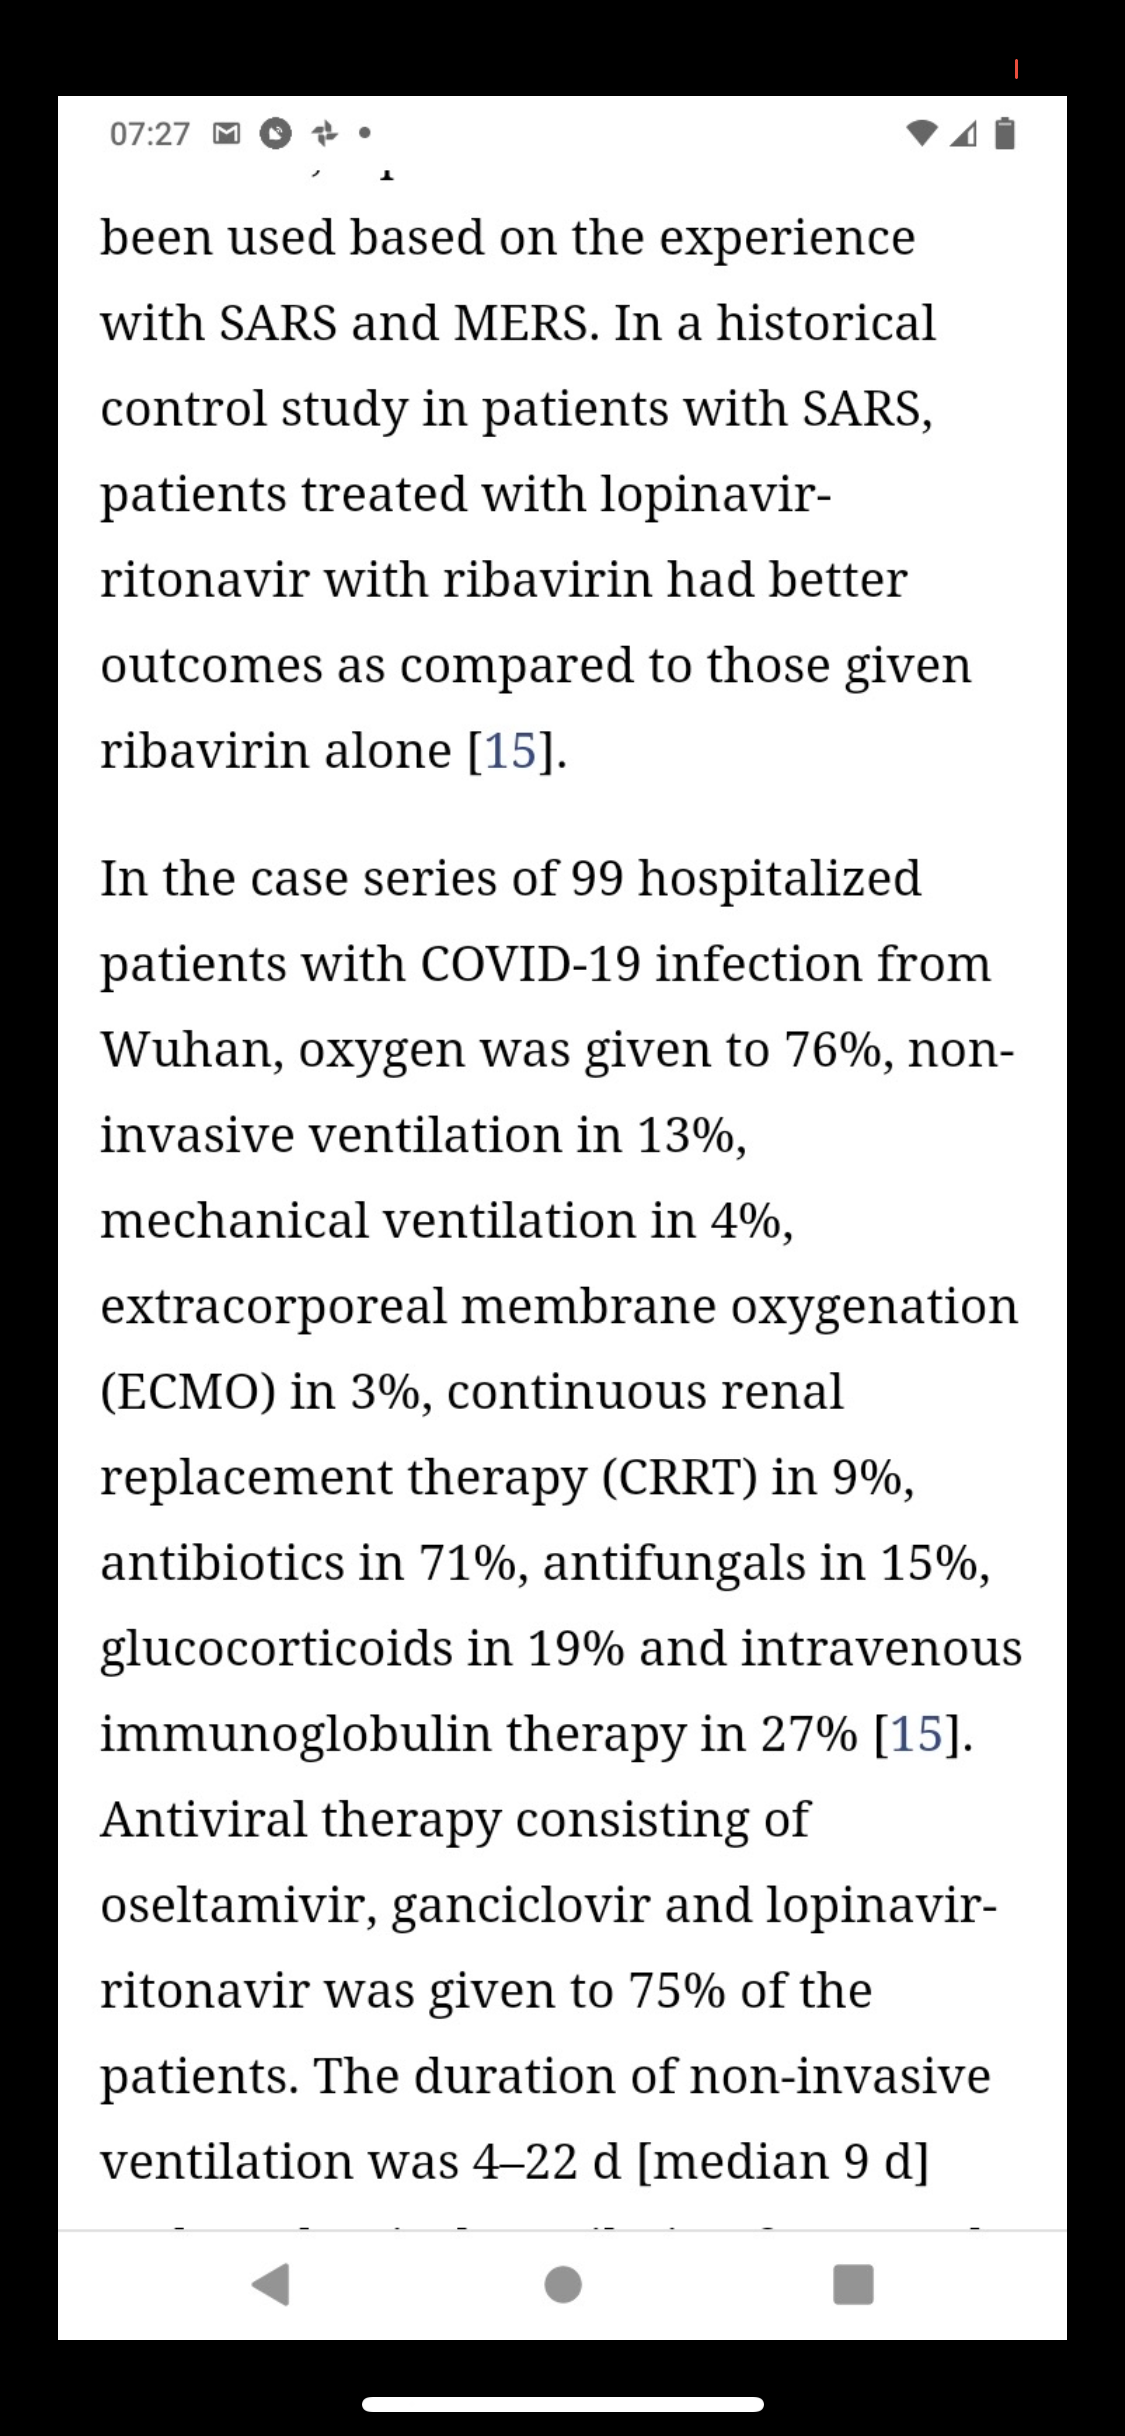 07:27
been used based on the experience
with SARS and MERS. In a historical
control study in patients with SARS,
patients treated with lopinavir-
ritonavir with ribavirin had better
outcomes as compared to those given
ribavirin alone [15].
In the case series of 99 hospitalized
patients with COVID-19 infection from
Wuhan, oxygen was given to 76%, non-
invasive ventilation in 13%,
mechanical ventilation in 4%,
extracorporeal membrane oxygenation
(ECMO) in 3%, continuous renal
replacement therapy (CRRT) in 9%,
antibiotics in 71%, antifungals in 15%,
glucocorticoids in 19% and intravenous
immunoglobulin therapy in 27% [15].
Antiviral therapy consisting of
oseltamivir, ganciclovir and lopinavir-
ritonavir was given to 75% of the
patients. The duration of non-invasive
ventilation was 4–22 d [median 9 d]